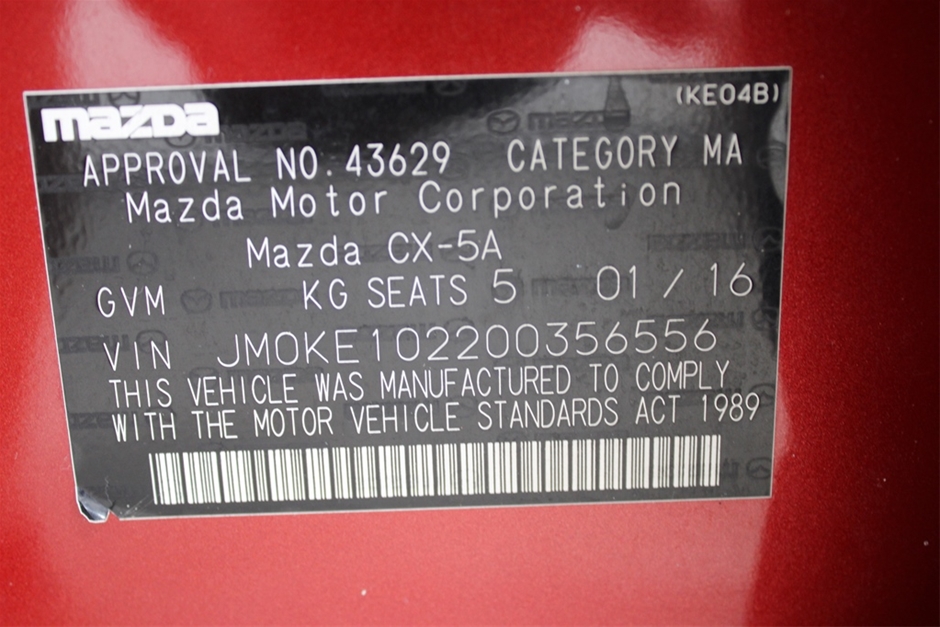 mazda
(KE04B)
APPROVAL NO. 43629 CATEGORY MA
Mazda Motor Corporation
Mazda CX-5A
GVM KG SEATS 5 01 / 16
VIN JM0KE102200356556
THIS VEHICLE WAS MANUFACTURED TO COMPLY
WITH THE MOTOR VEHICLE STANDARDS ACT 1989